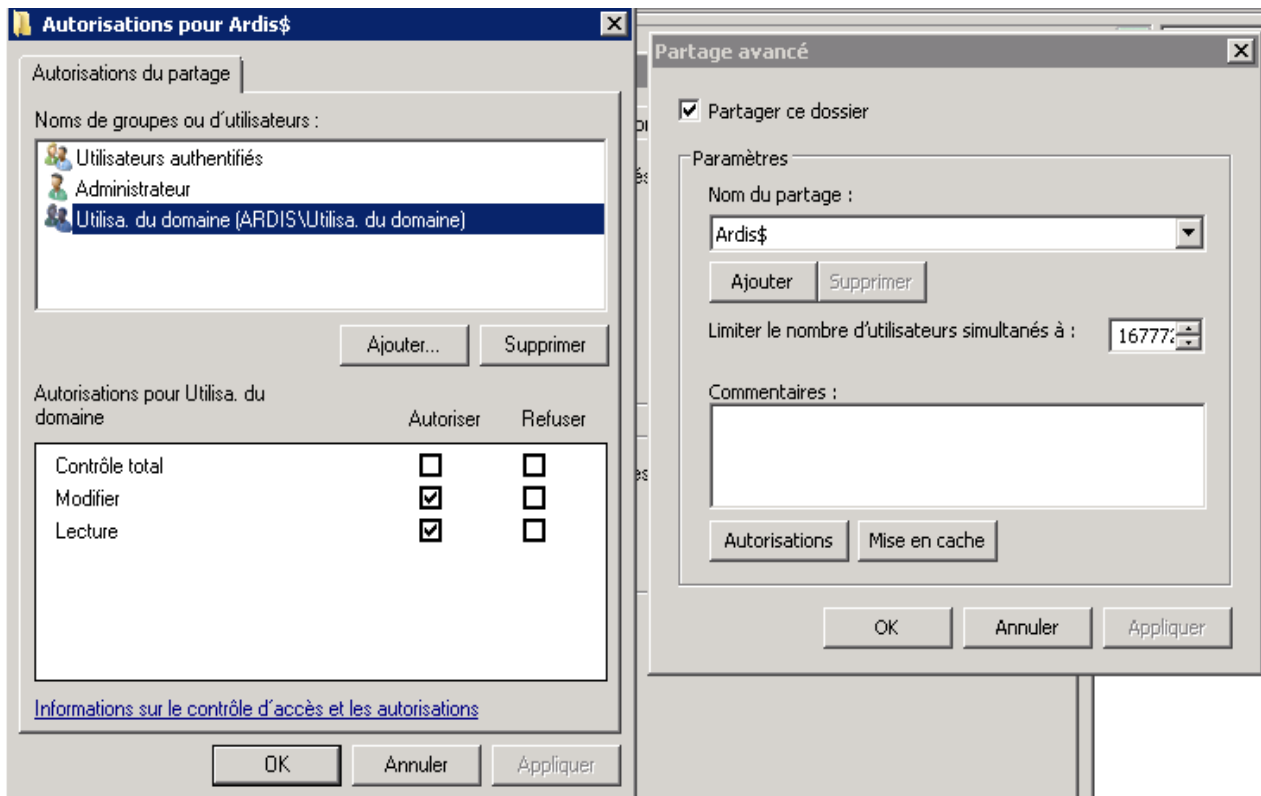 Autorisations pour Ardis$
Autorisations du partage
Noms de groupes ou d'utilisateurs :
Utilisateurs authentifiés
Administrateur
Utilisa. du domaine (ARDIS\Utilisa. du domaine)
Ajouter...
Supprimer
Autorisations pour Utilisa. du
domaine
Autoriser
Refuser
Contrôle total
Modifier
Lecture
Informations sur le contrôle d'accès et les autorisations
OK
Annuler
Appliquer
Partage avancé
Partager ce dossier
Paramètres
Nom du partage :
Ardis$
Ajouter
Supprimer
Limiter le nombre d'utilisateurs simultanés à :
Commentaires :
Autorisations
Mise en cache
OK
Annuler
Appliquer